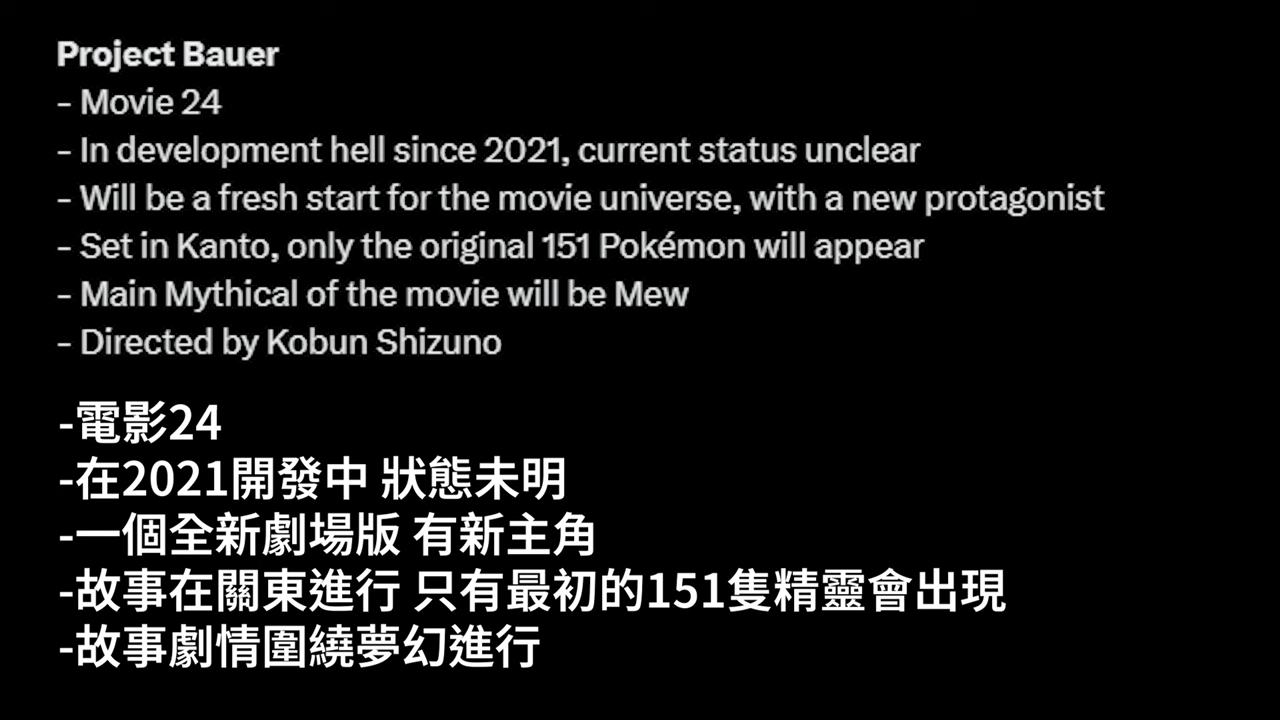 Project Bauer
- Movie 24
- In development hell since 2021, current status unclear
- Will be a fresh start for the movie universe, with a new protagonist
- Set in Kanto, only the original 151 Pokémon will appear
- Main Mythical of the movie will be Mew
- Directed by Kobun Shizuno
-電影24
-在2021開發中 狀態未明
-一個全新劇場版 有新主角
-故事在關東進行 只有最初的151隻精靈會出現
-故事劇情圍繞夢幻進行